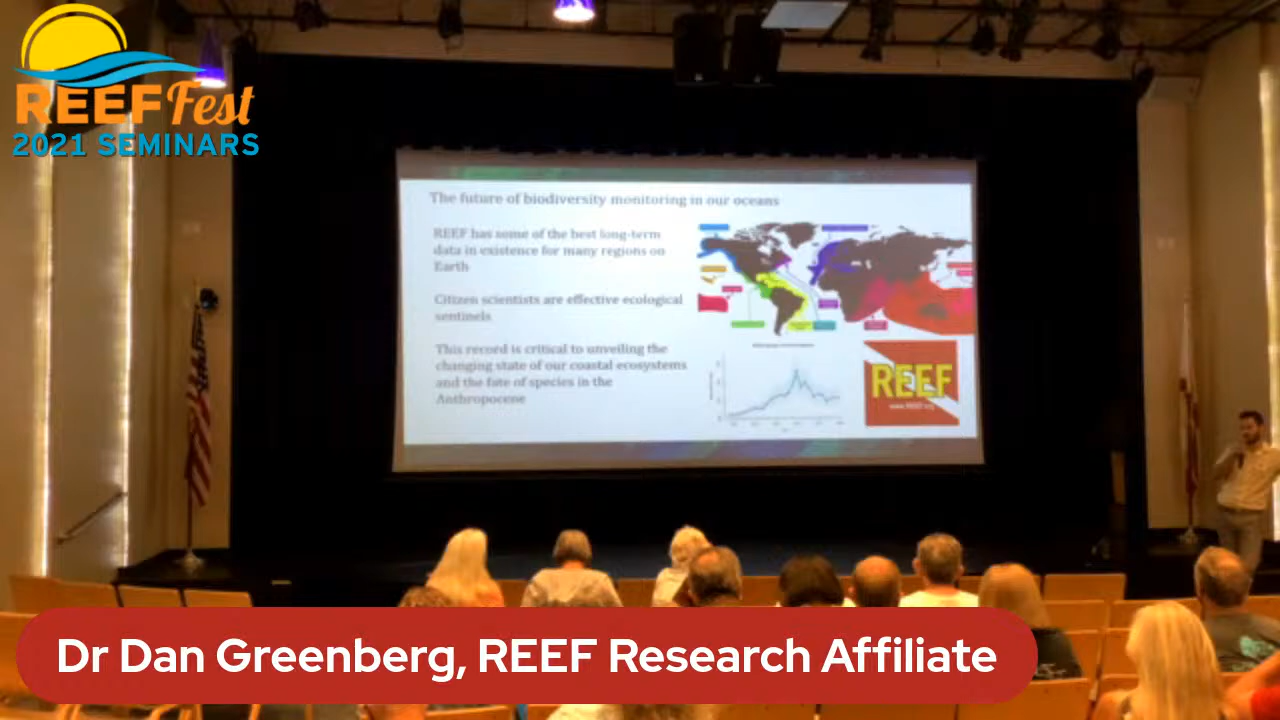 REEF Fest
2021 SEMINARS
The future of biodiversity monitoring in our oceans
REEF has some of the best long-term
data in existence for many regions on
Earth
Citizen scientists are effective ecological
sentinels
This record is critical to unveiling the
changing state of our coastal ecosystems
and the fate of species in the
Anthropocene
REEF
www.REEF.org
Dr Dan Greenberg, REEF Research Affiliate